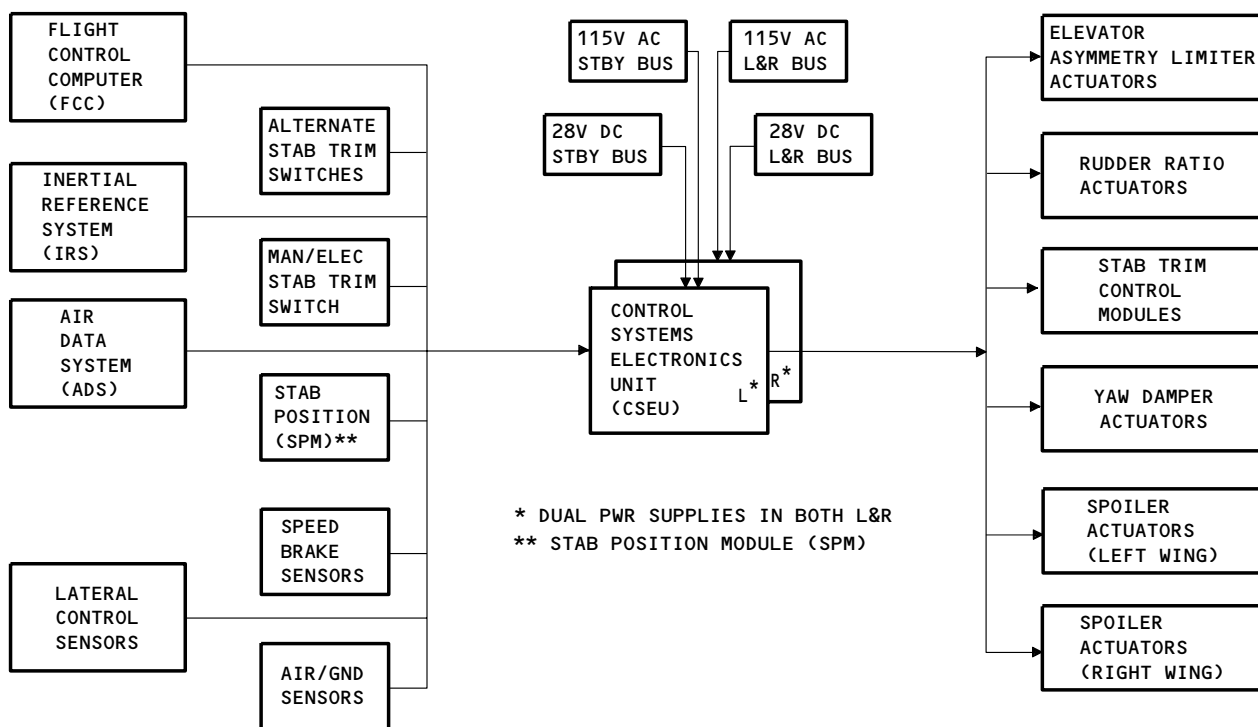 FLIGHT
CONTROL
COMPUTER
(FCC)
ALTERNATE
STAB TRIM
SWITCHES
INERTIAL
REFERENCE
SYSTEM
(IRS)
MAN/ELEC
STAB TRIM
SWITCH
AIR
DATA
SYSTEM
(ADS)
STAB
POSITION
(SPM)**
SPEED
BRAKE
SENSORS
LATERAL
CONTROL
SENSORS
AIR/GND
SENSORS
115V AC
STBY BUS
115V AC
L&R BUS
28V DC
STBY BUS
28V DC
L&R BUS
CONTROL
SYSTEMS
ELECTRONICS
UNIT
(CSEU)
L*
R*
* DUAL PWR SUPPLIES IN BOTH L&R
** STAB POSITION MODULE (SPM)
ELEVATOR
ASYMMETRY LIMITER
ACTUATORS
RUDDER RATIO
ACTUATORS
STAB TRIM
CONTROL
MODULES
YAW DAMPER
ACTUATORS
SPOILER
ACTUATORS
(LEFT WING)
SPOILER
ACTUATORS
(RIGHT WING)